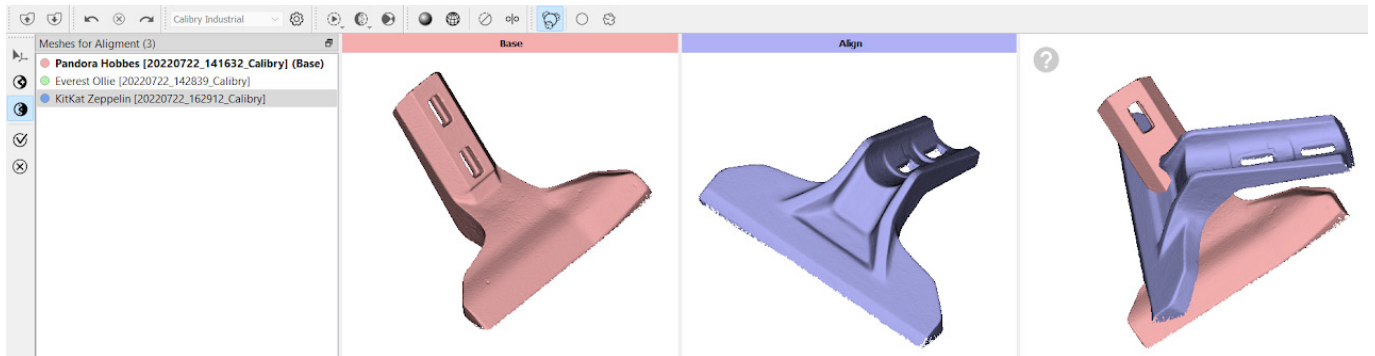 Calibry Industrial
Meshes for Aligment (3)
Base
Align
Pandora Hobbes [20220722_141632_Calibry] (Base)
Everest Ollie [20220722_142839_Calibry]
KitKat Zeppelin [20220722_162912_Calibry]
?